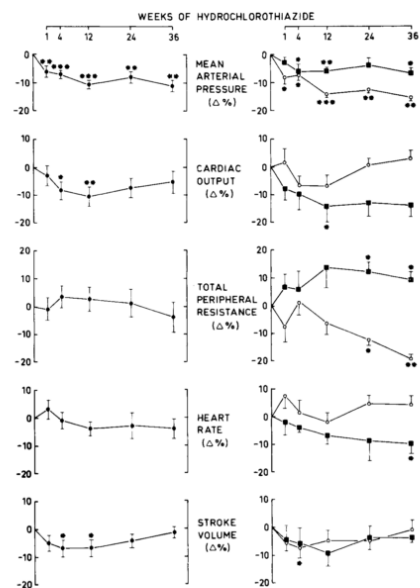 WEEKS OF HYDROCHLOROTHIAZIDE
1 4 12 24 36 1 4 12 24 36
0 MEAN 0
ARTERIAL
-10 PRESSURE -10
(Δ%)
-20 -20
10 10
CARDIAC
0 OUTPUT 0
(Δ%)
-10 -10
-20 -20
20 20
10 TOTAL 10
PERIPHERAL
0 RESISTANCE 0
(Δ%)
-10 -10
-20 -20
10 10
0 HEART 0
RATE
-10 (Δ%) -10
-20 -20
10 10
0 STROKE 0
VOLUME
-10 (Δ%) -10
-20 -20